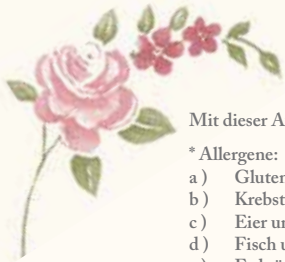 Mit dieser A
* Allergene:
a ) Gluten
b ) Krebst
c ) Eier un
d ) Fisch u